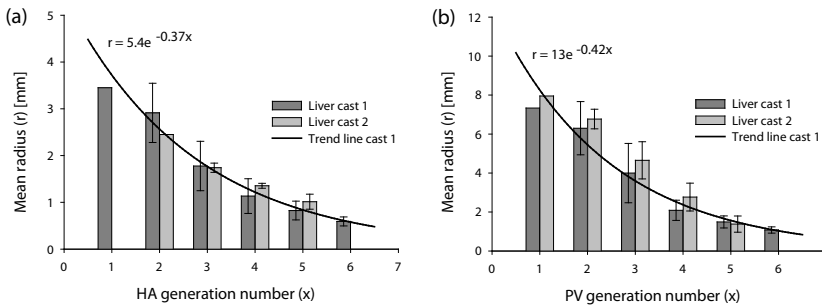 (a)
5
4
3
2
1
0
Mean radius (r) [mm]
r = 5.4e -0.37x
Liver cast 1
Liver cast 2
Trend line cast 1
0 1 2 3 4 5 6 7
HA generation number (x)
(b)
12
10
8
6
4
2
0
Mean radius (r) [mm]
r = 13e -0.42x
Liver cast 1
Liver cast 2
Trend line cast 1
0 1 2 3 4 5 6
PV generation number (x)